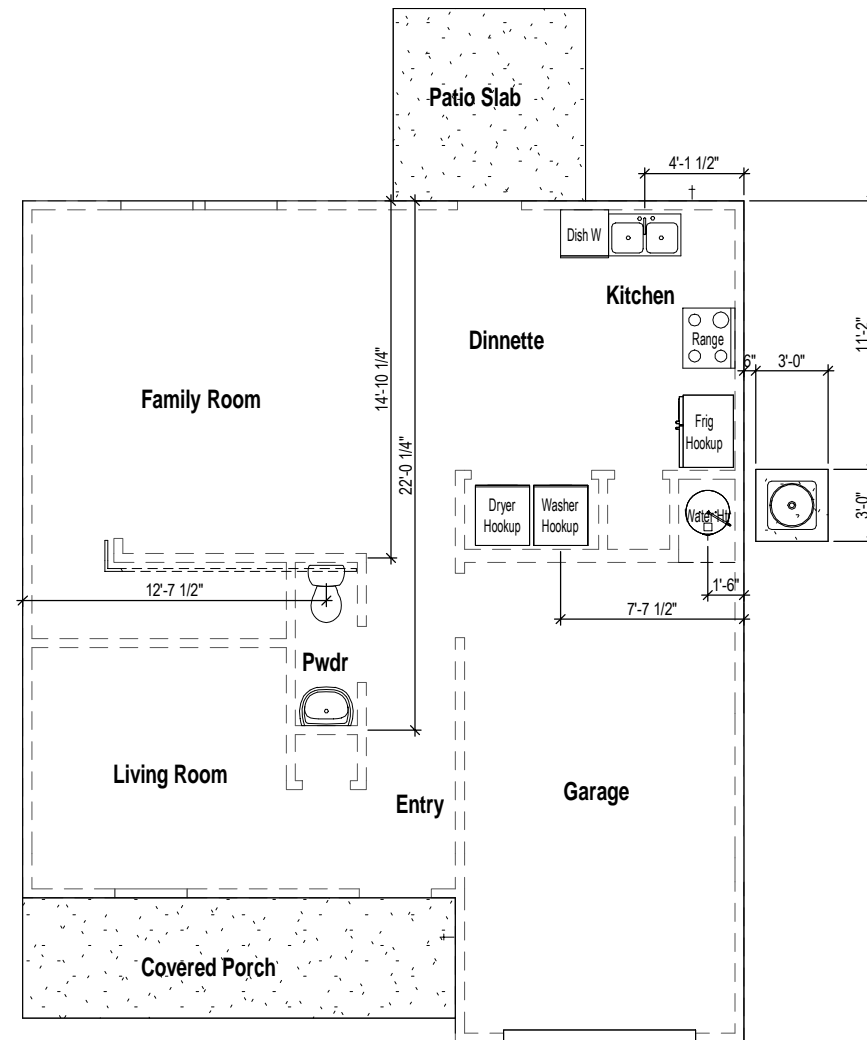 Patio Slab
4'-1 1/2"
Dish W
Kitchen
Dinnette
Range
11'-2"
6"
3'-0"
14'-10 1/4"
Family Room
22'-0 1/4"
Frig
Hookup
Dryer
Hookup
Washer
Hookup
Water Htr
3'-0"
12'-7 1/2"
1'-6"
7'-7 1/2"
Pwdr
Living Room
Entry
Garage
Covered Porch